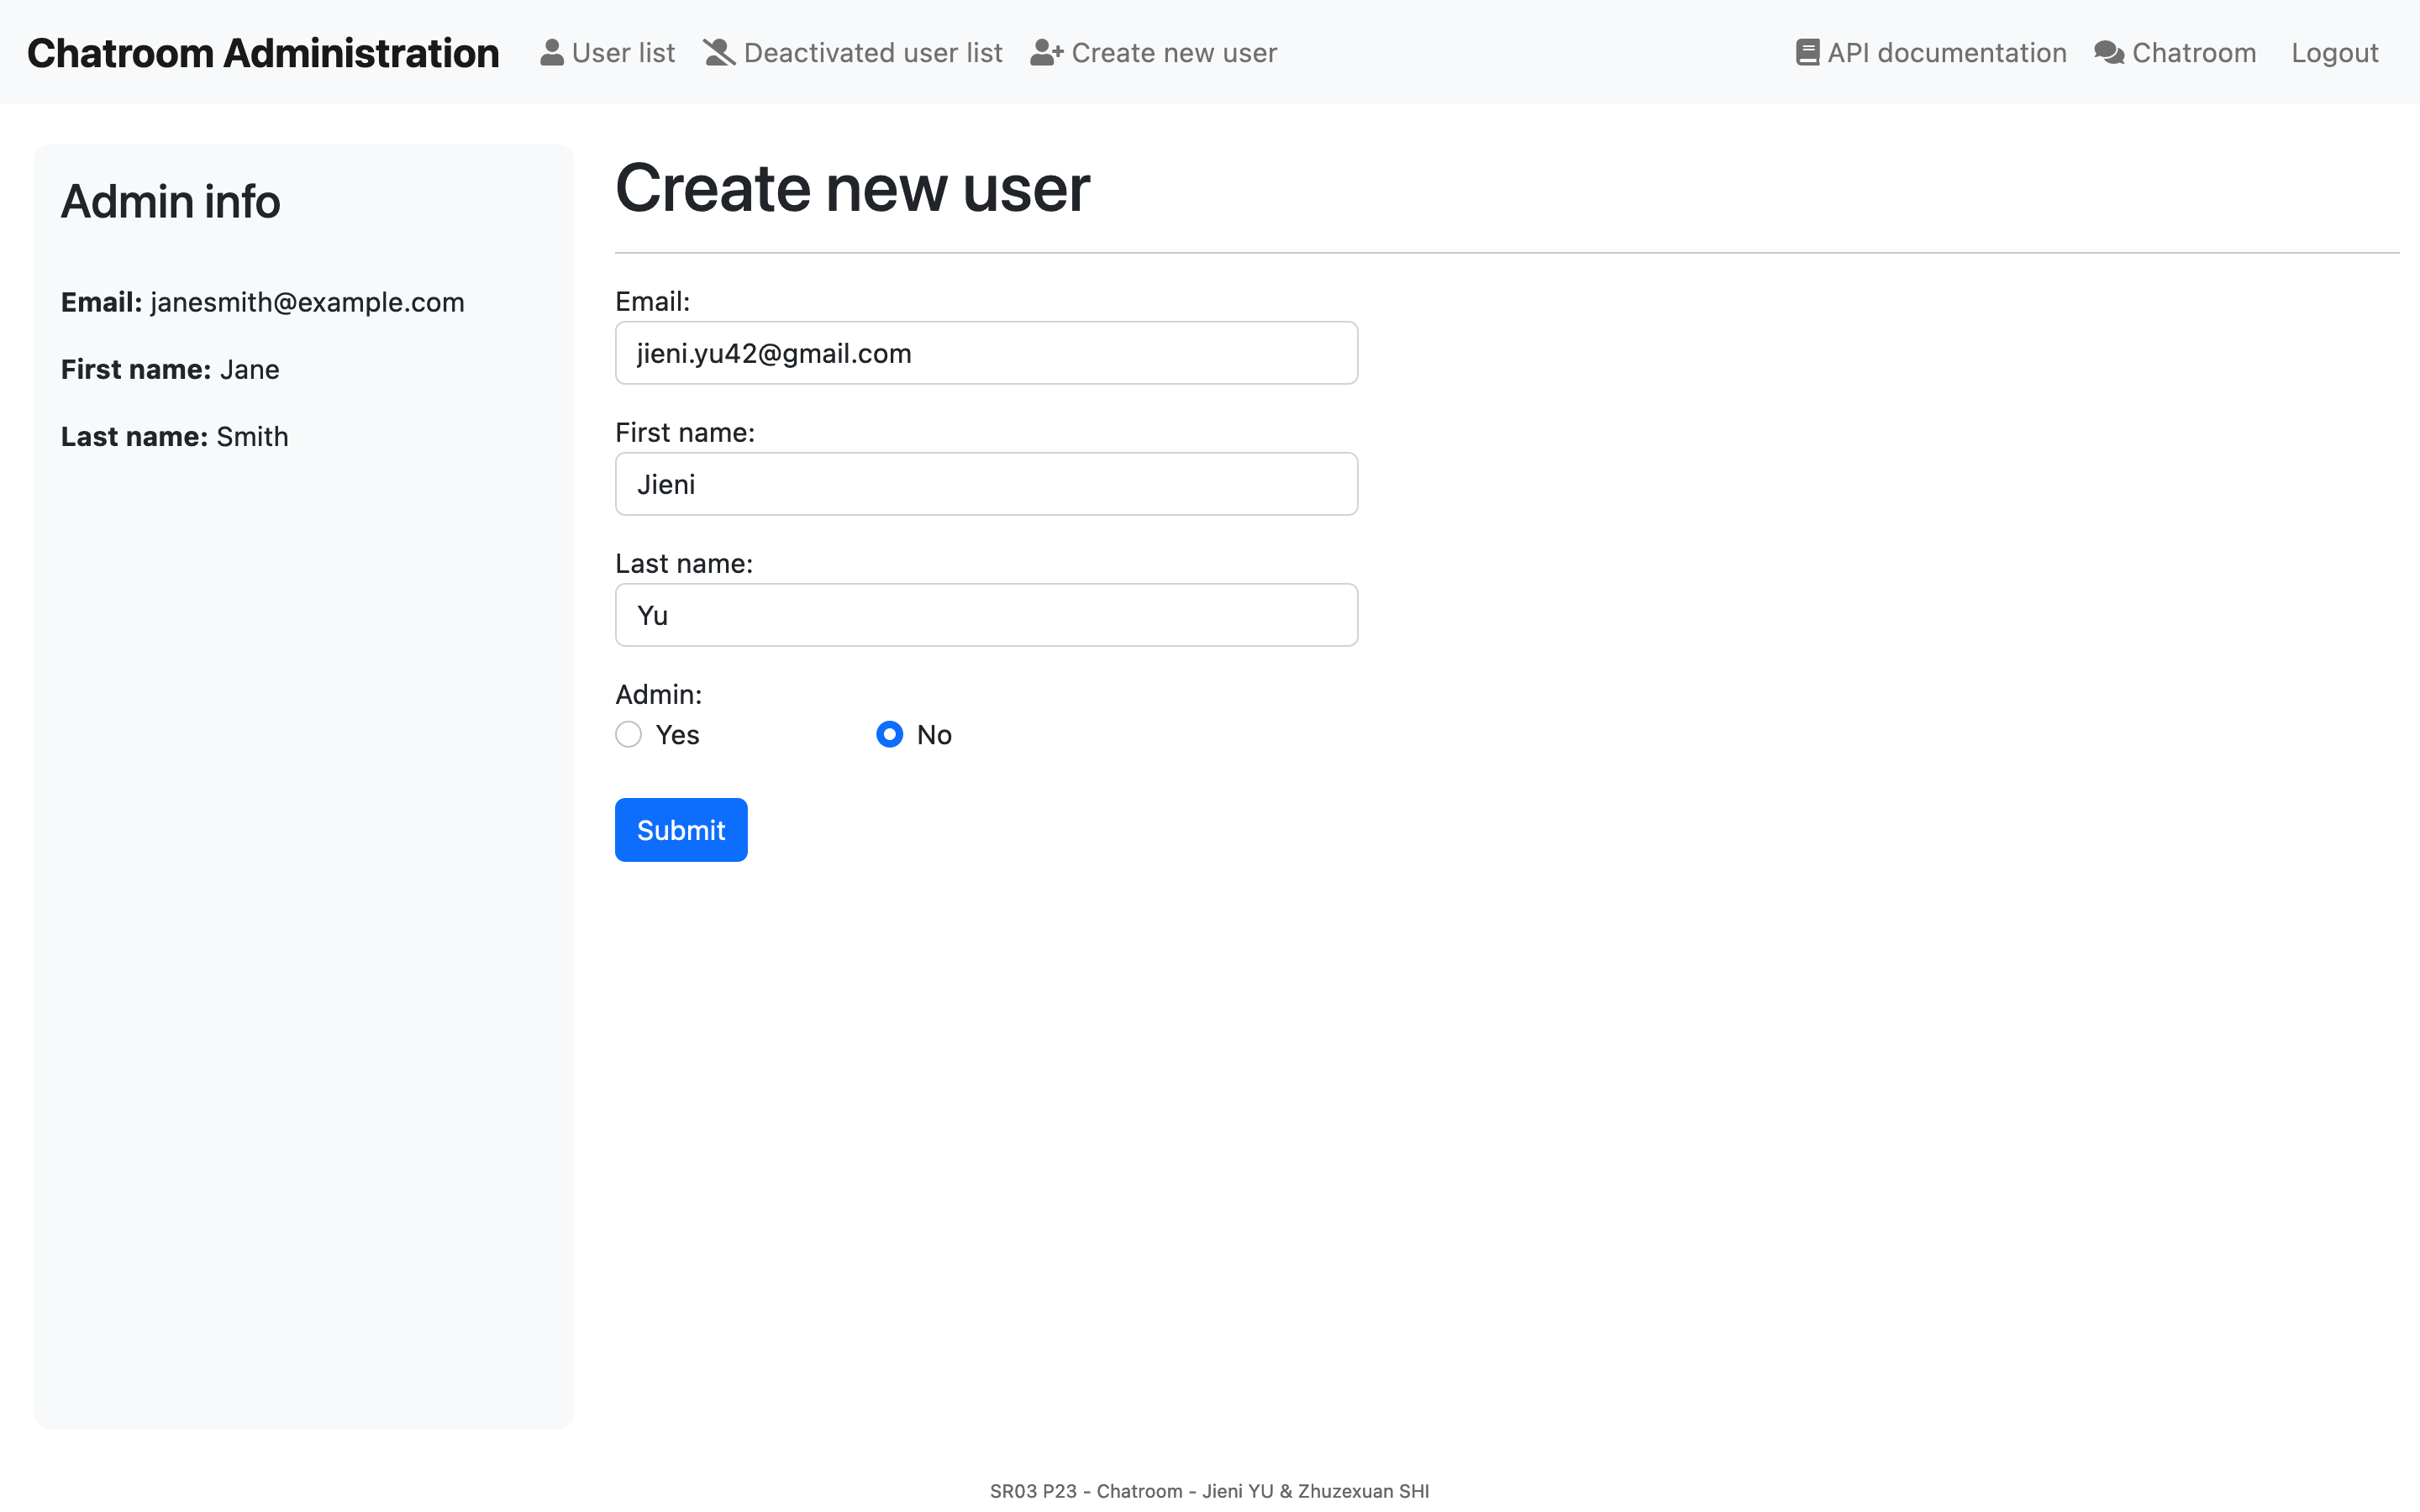 Chatroom Administration User list Deactivated user list Create new user API documentation Chatroom Logout
Admin info
Email: janesmith@example.com
First name: Jane
Last name: Smith
Create new user
Email:
jieni.yu42@gmail.com
First name:
Jieni
Last name:
Yu
Admin:
Yes No
Submit
SR03 P23 - Chatroom - Jieni YU & Zhuzexuan SHI